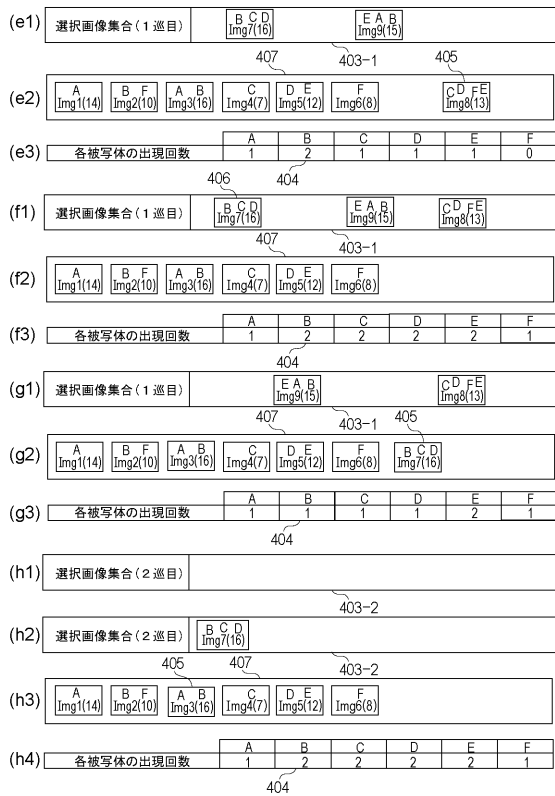 (e1) 選択画像集合(1巡目) B C D E A B
Img7(16) Img9(15)
403-1
407 405
(e2) A B F A B C D E F C D F E
Img1(14) Img2(10) Img3(16) Img4(7) Img5(12) Img6(8) Img8(13)
(e3) 各被写体の出現回数 A B C D E F
1 2 1 1 1 0
404
406
(f1) 選択画像集合(1巡目) B C D E A B C D F E
Img7(16) Img9(15) Img8(13)
407 403-1
(f2) A B F A B C D E F
Img1(14) Img2(10) Img3(16) Img4(7) Img5(12) Img6(8)
(f3) 各被写体の出現回数 A B C D E F
1 2 2 2 2 1
404
(g1) 選択画像集合(1巡目) E A B C D F E
Img9(15) Img8(13)
403-1
407 405
(g2) A B F A B C D E F B C D
Img1(14) Img2(10) Img3(16) Img4(7) Img5(12) Img6(8) Img7(16)
(g3) 各被写体の出現回数 A B C D E F
1 1 1 1 2 1
404
(h1) 選択画像集合(2巡目)
403-2
(h2) 選択画像集合(2巡目) B C D
Img7(16)
403-2
405 407
(h3) A B F A B C D E F
Img1(14) Img2(10) Img3(16) Img4(7) Img5(12) Img6(8)
(h4) 各被写体の出現回数 A B C D E F
1 2 2 2 2 1
404